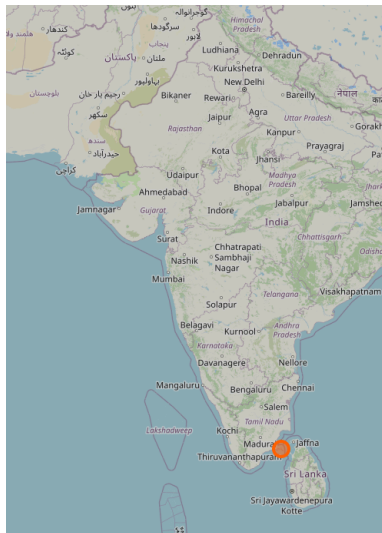 گوجرانوالہ
Himachal
Pradesh
کندھار
سرگودھا
لاہور
پنجاب
Ludhiana
Dehradun
کوئٹہ
پاکستان
ملتان
بہاولپور
Kurukshetra
New Delhi
بلوچستان
رحیم یار خان
Bikaner
Rewari
Bareilly
नेपाल
سکھر
Jaipur
Agra
Uttar Pradesh
سندھ
Rajasthan
Kanpur
Gorakh
حیدرآباد
Kota
Jhansi
Prayagraj
کراچی
Udaipur
Madhya
Pradesh
Ahmedabad
Bhopal
Jabalpur
Jamshed
Jamnagar
Gujarat
Indore
India
Surat
Chhattisgarh
Nashik
Chhatrapati
Sambhaji
Nagar
Mumbai
Telangana
Visakhapatnam
Solapur
Belagavi
Kurnool
Andhra
Pradesh
Karnataka
Davanagere
Nellore
Mangaluru
Bengaluru
Chennai
Salem
Lakshadweep
Kochi
Tamil Nadu
Madurai
Jaffna
Thiruvananthapuram
Sri Lanka
Sri Jayawardenepura
Kotte